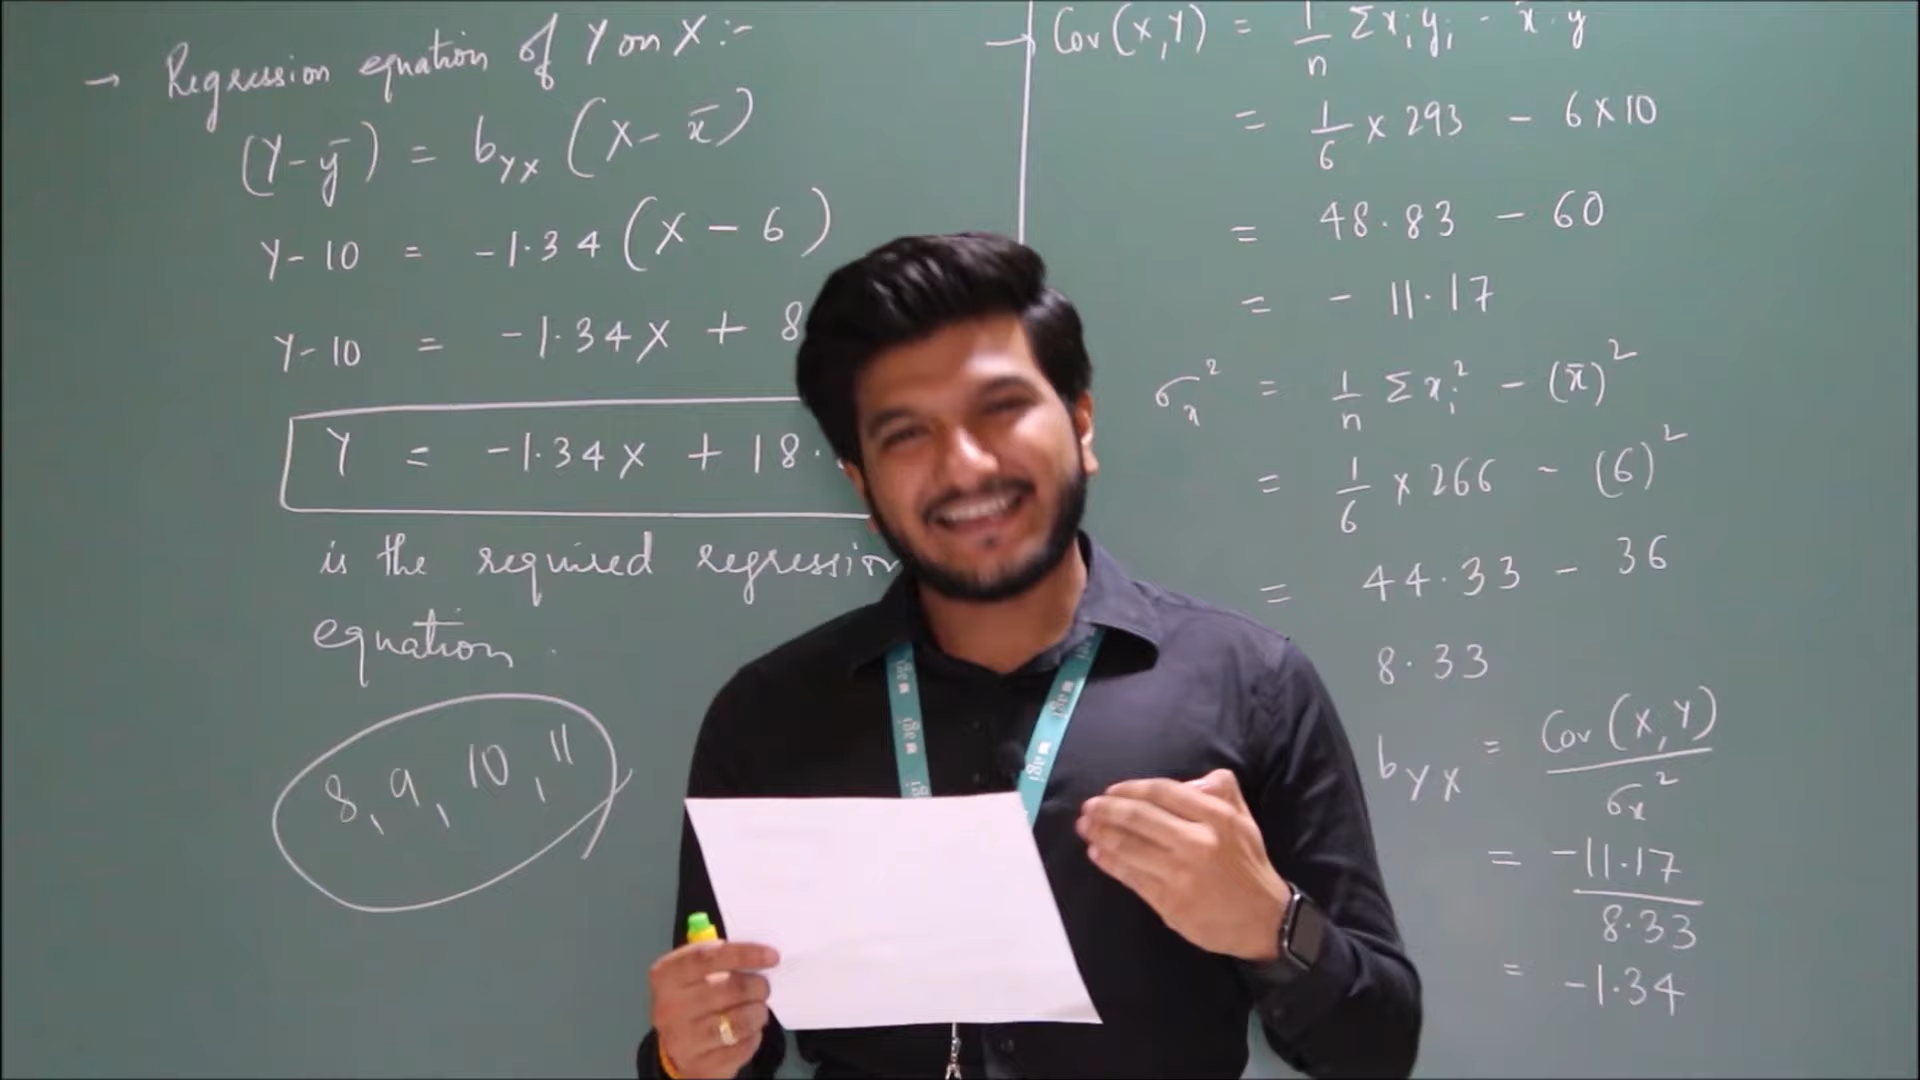 → Regression equation of Y on X :-
(Y - ȳ) = b_YX (X - x̄)
Y - 10 = -1.34 (X - 6)
Y - 10 = -1.34X + 8
Y = -1.34X + 18.
is the required regression
equation.
8, 9, 10, 11
→ Cov (X, Y) = 1/n Σxᵢyᵢ - x̄.y
= 1/6 × 293 - 6×10
= 48.83 - 60
= - 11.17
σₓ² = 1/n Σxᵢ² - (x̄)²
= 1/6 × 266 - (6)²
= 44.33 - 36
8.33
b_YX = Cov (X, Y) / σₓ²
= -11.17 / 8.33
= -1.34